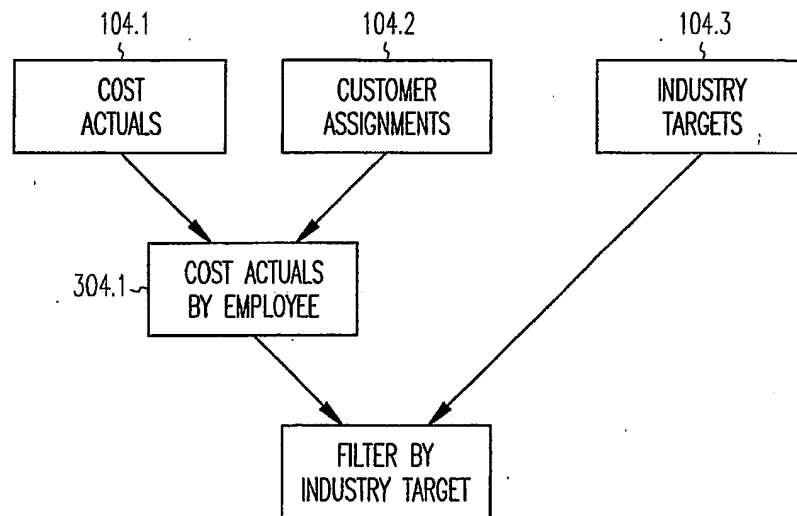 104.1
104.2
104.3
COST
ACTUALS
CUSTOMER
ASSIGNMENTS
INDUSTRY
TARGETS
304.1
COST ACTUALS
BY EMPLOYEE
FILTER BY
INDUSTRY TARGET